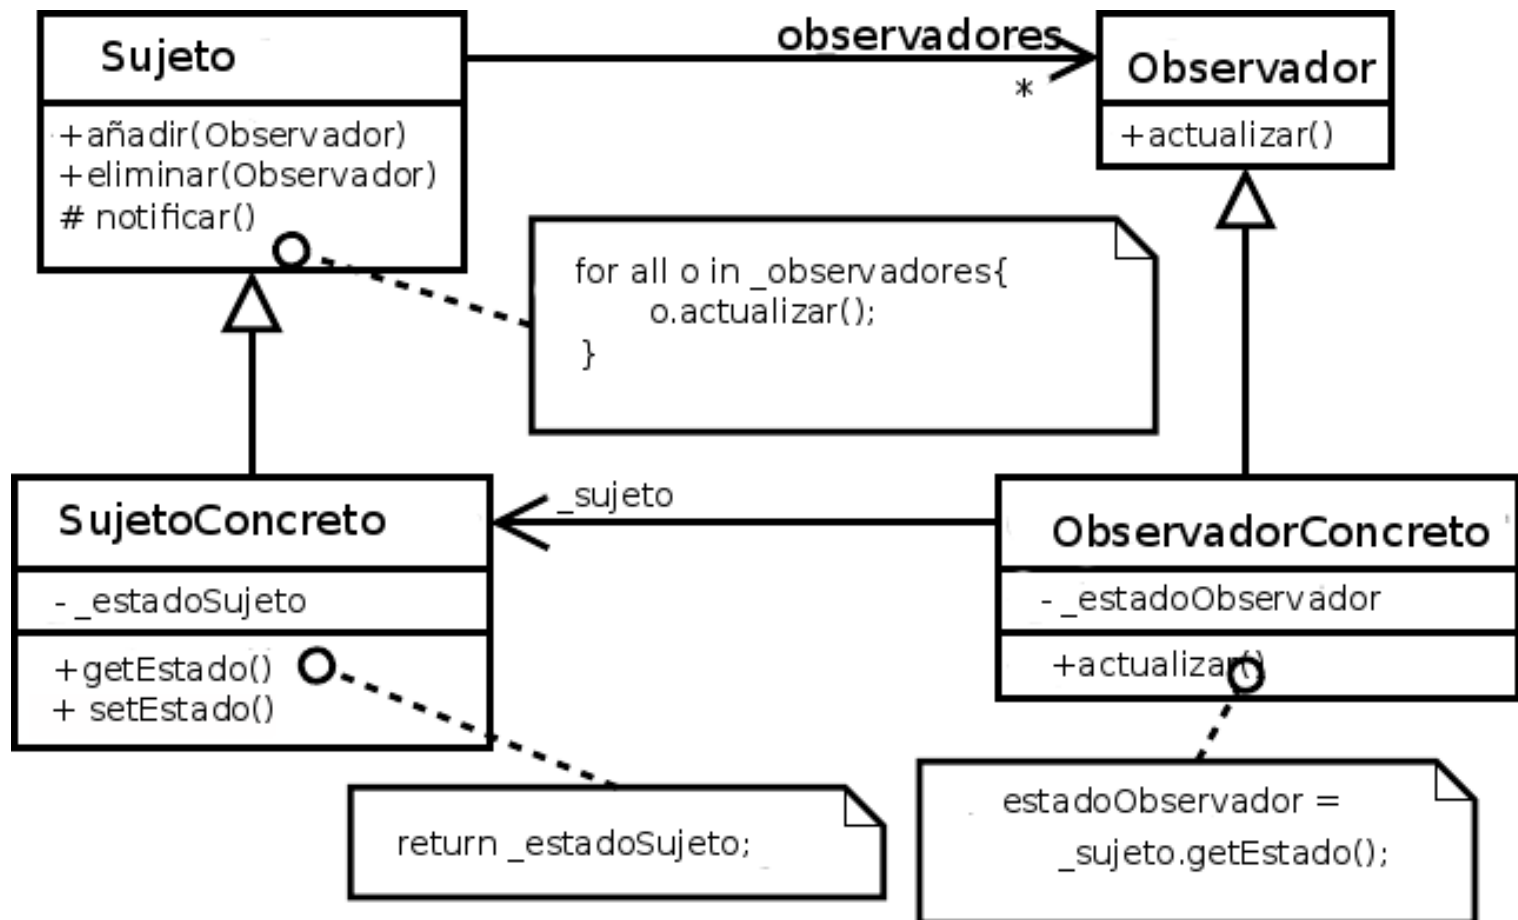 Sujeto
+añadir(Observador)
+eliminar(Observador)
# notificar()
observadores
*
Observador
+actualizar()
for all o in _observadores{
o.actualizar();
}
SujetoConcreto
- _estadoSujeto
+getEstado()
+ setEstado()
_sujeto
ObservadorConcreto
- _estadoObservador
+actualizar()
return _estadoSujeto;
estadoObservador =
_sujeto.getEstado();